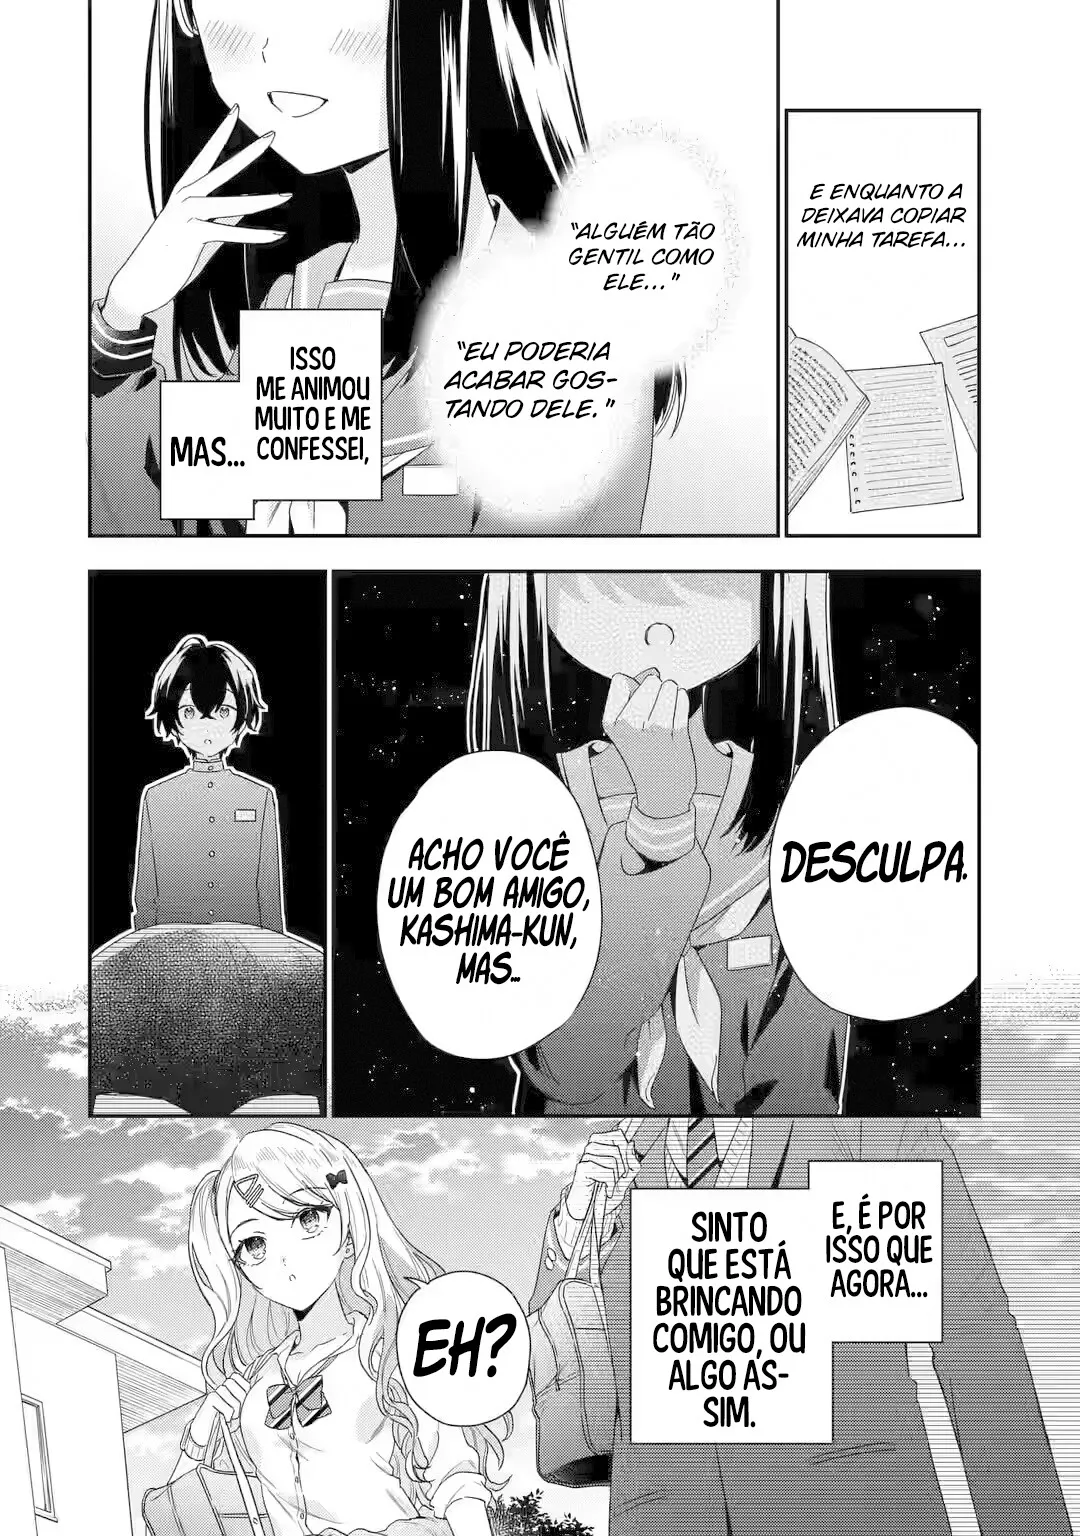 E ENQUANTO A
DEIXAVA COPIAR
MINHA TAREFA...
"ALGUÉM TÃO
GENTIL COMO
ELE..."
"EU PODERIA
ACABAR GOS-
TANDO DELE."
ISSO
ME ANIMOU
MUITO E ME
CONFESSEI,
MAS...
DESCULPA.
ACHO VOCÊ
UM BOM AMIGO,
KASHIMA-KUN,
MAS...
E, É POR
ISSO QUE
AGORA...
SINTO
QUE ESTÁ
BRINCANDO
COMIGO, OU
ALGO AS-
SIM.
EH?